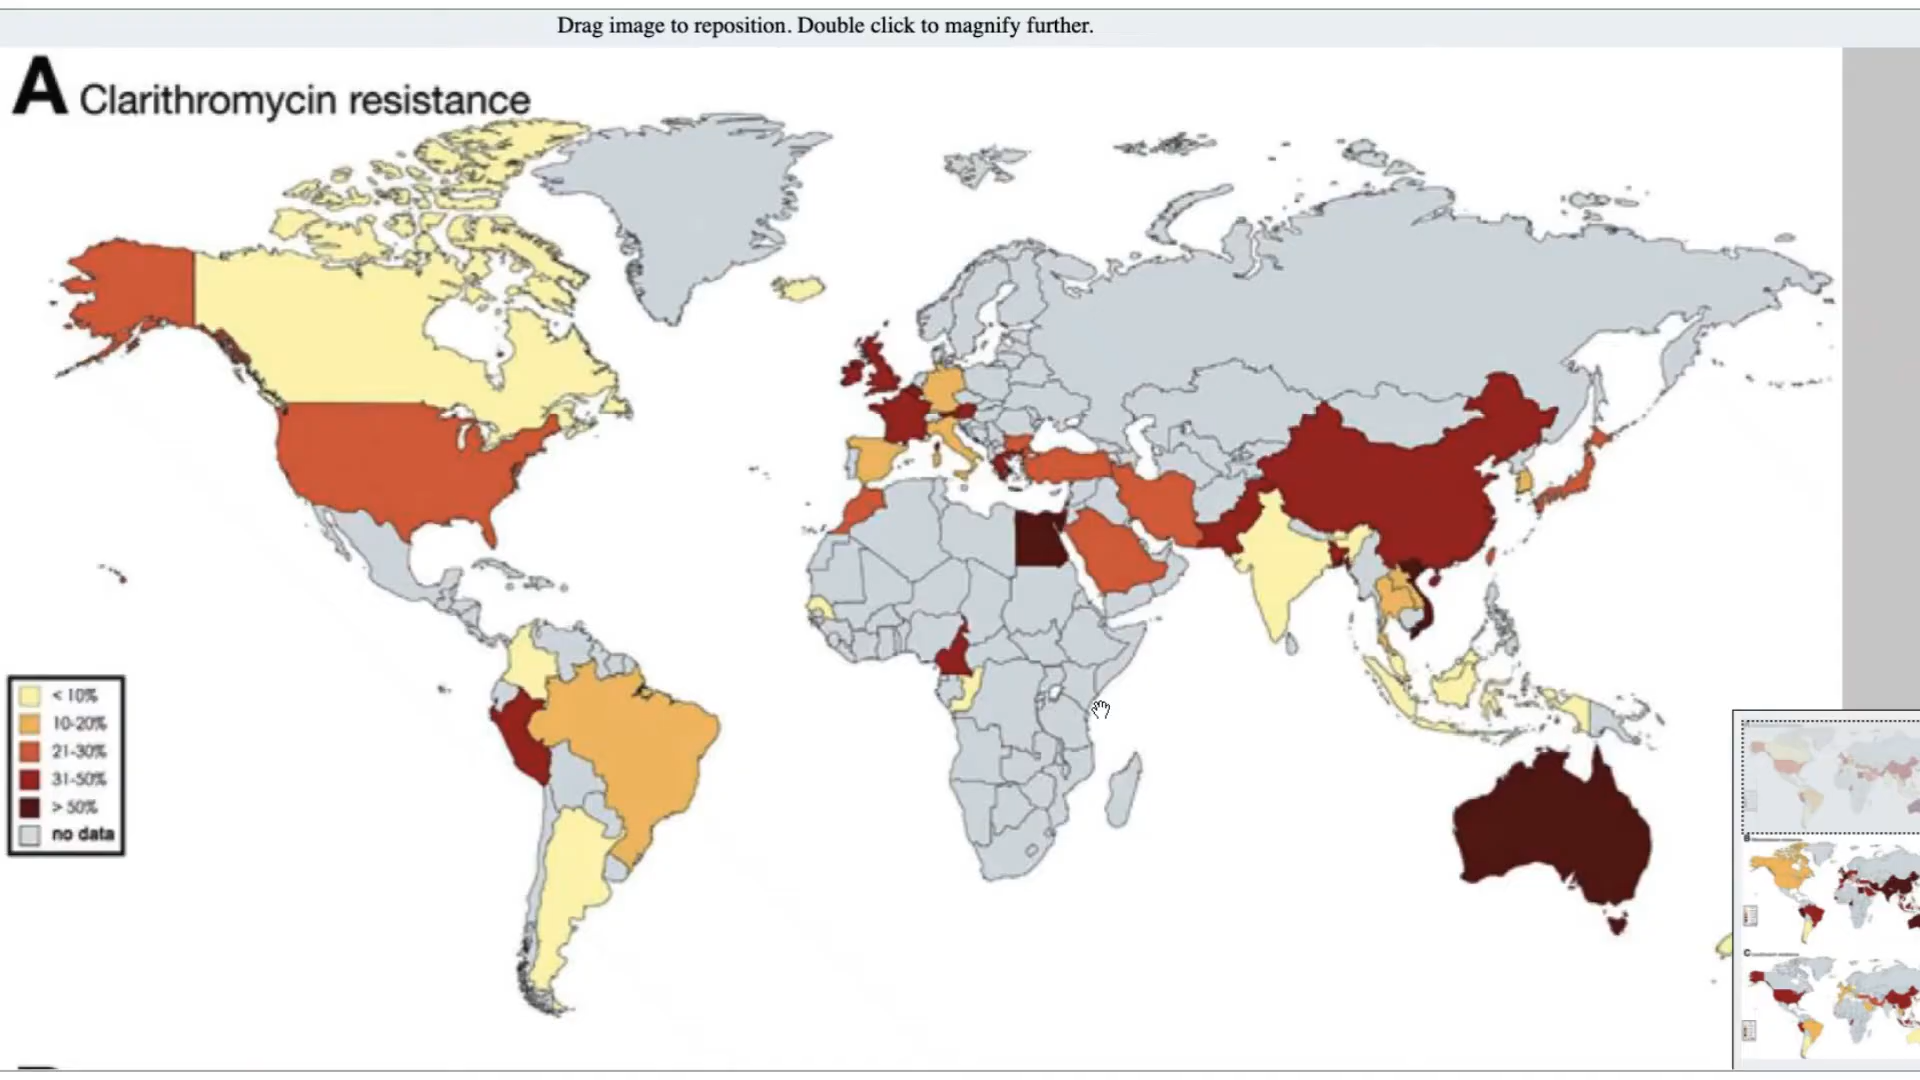 Drag image to reposition. Double click to magnify further.
A Clarithromycin resistance
< 10%
10-20%
21-30%
31-50%
> 50%
no data